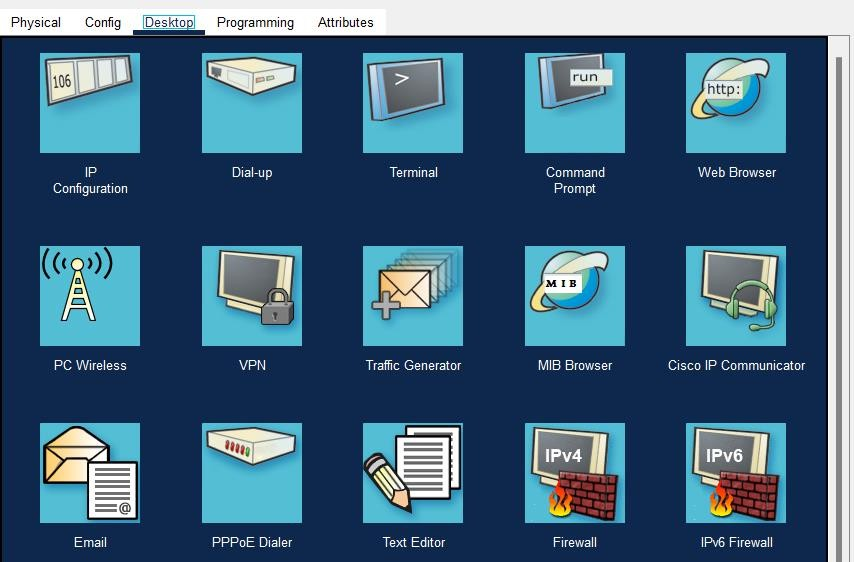 Physical Config Desktop Programming Attributes
106
>
run
http:
IP
Configuration
Dial-up
Terminal
Command
Prompt
Web Browser
MIB
PC Wireless
VPN
Traffic Generator
MIB Browser
Cisco IP Communicator
@
IPv4
IPv6
Email
PPPoE Dialer
Text Editor
Firewall
IPv6 Firewall